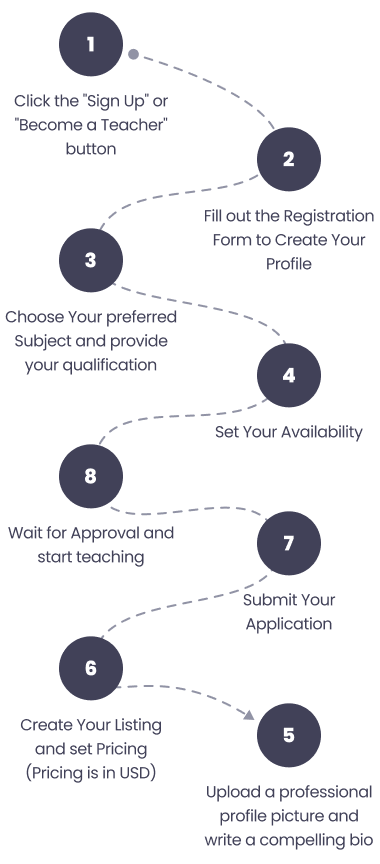 1
Click the "Sign Up" or
"Become a Teacher"
button
2
Fill out the Registration
Form to Create Your
Profile
3
Choose Your preferred
Subject and provide
your qualification
4
Set Your Availability
8
Wait for Approval and
start teaching
7
Submit Your
Application
6
Create Your Listing
and set Pricing
(Pricing is in USD)
5
Upload a professional
profile picture and
write a compelling bio